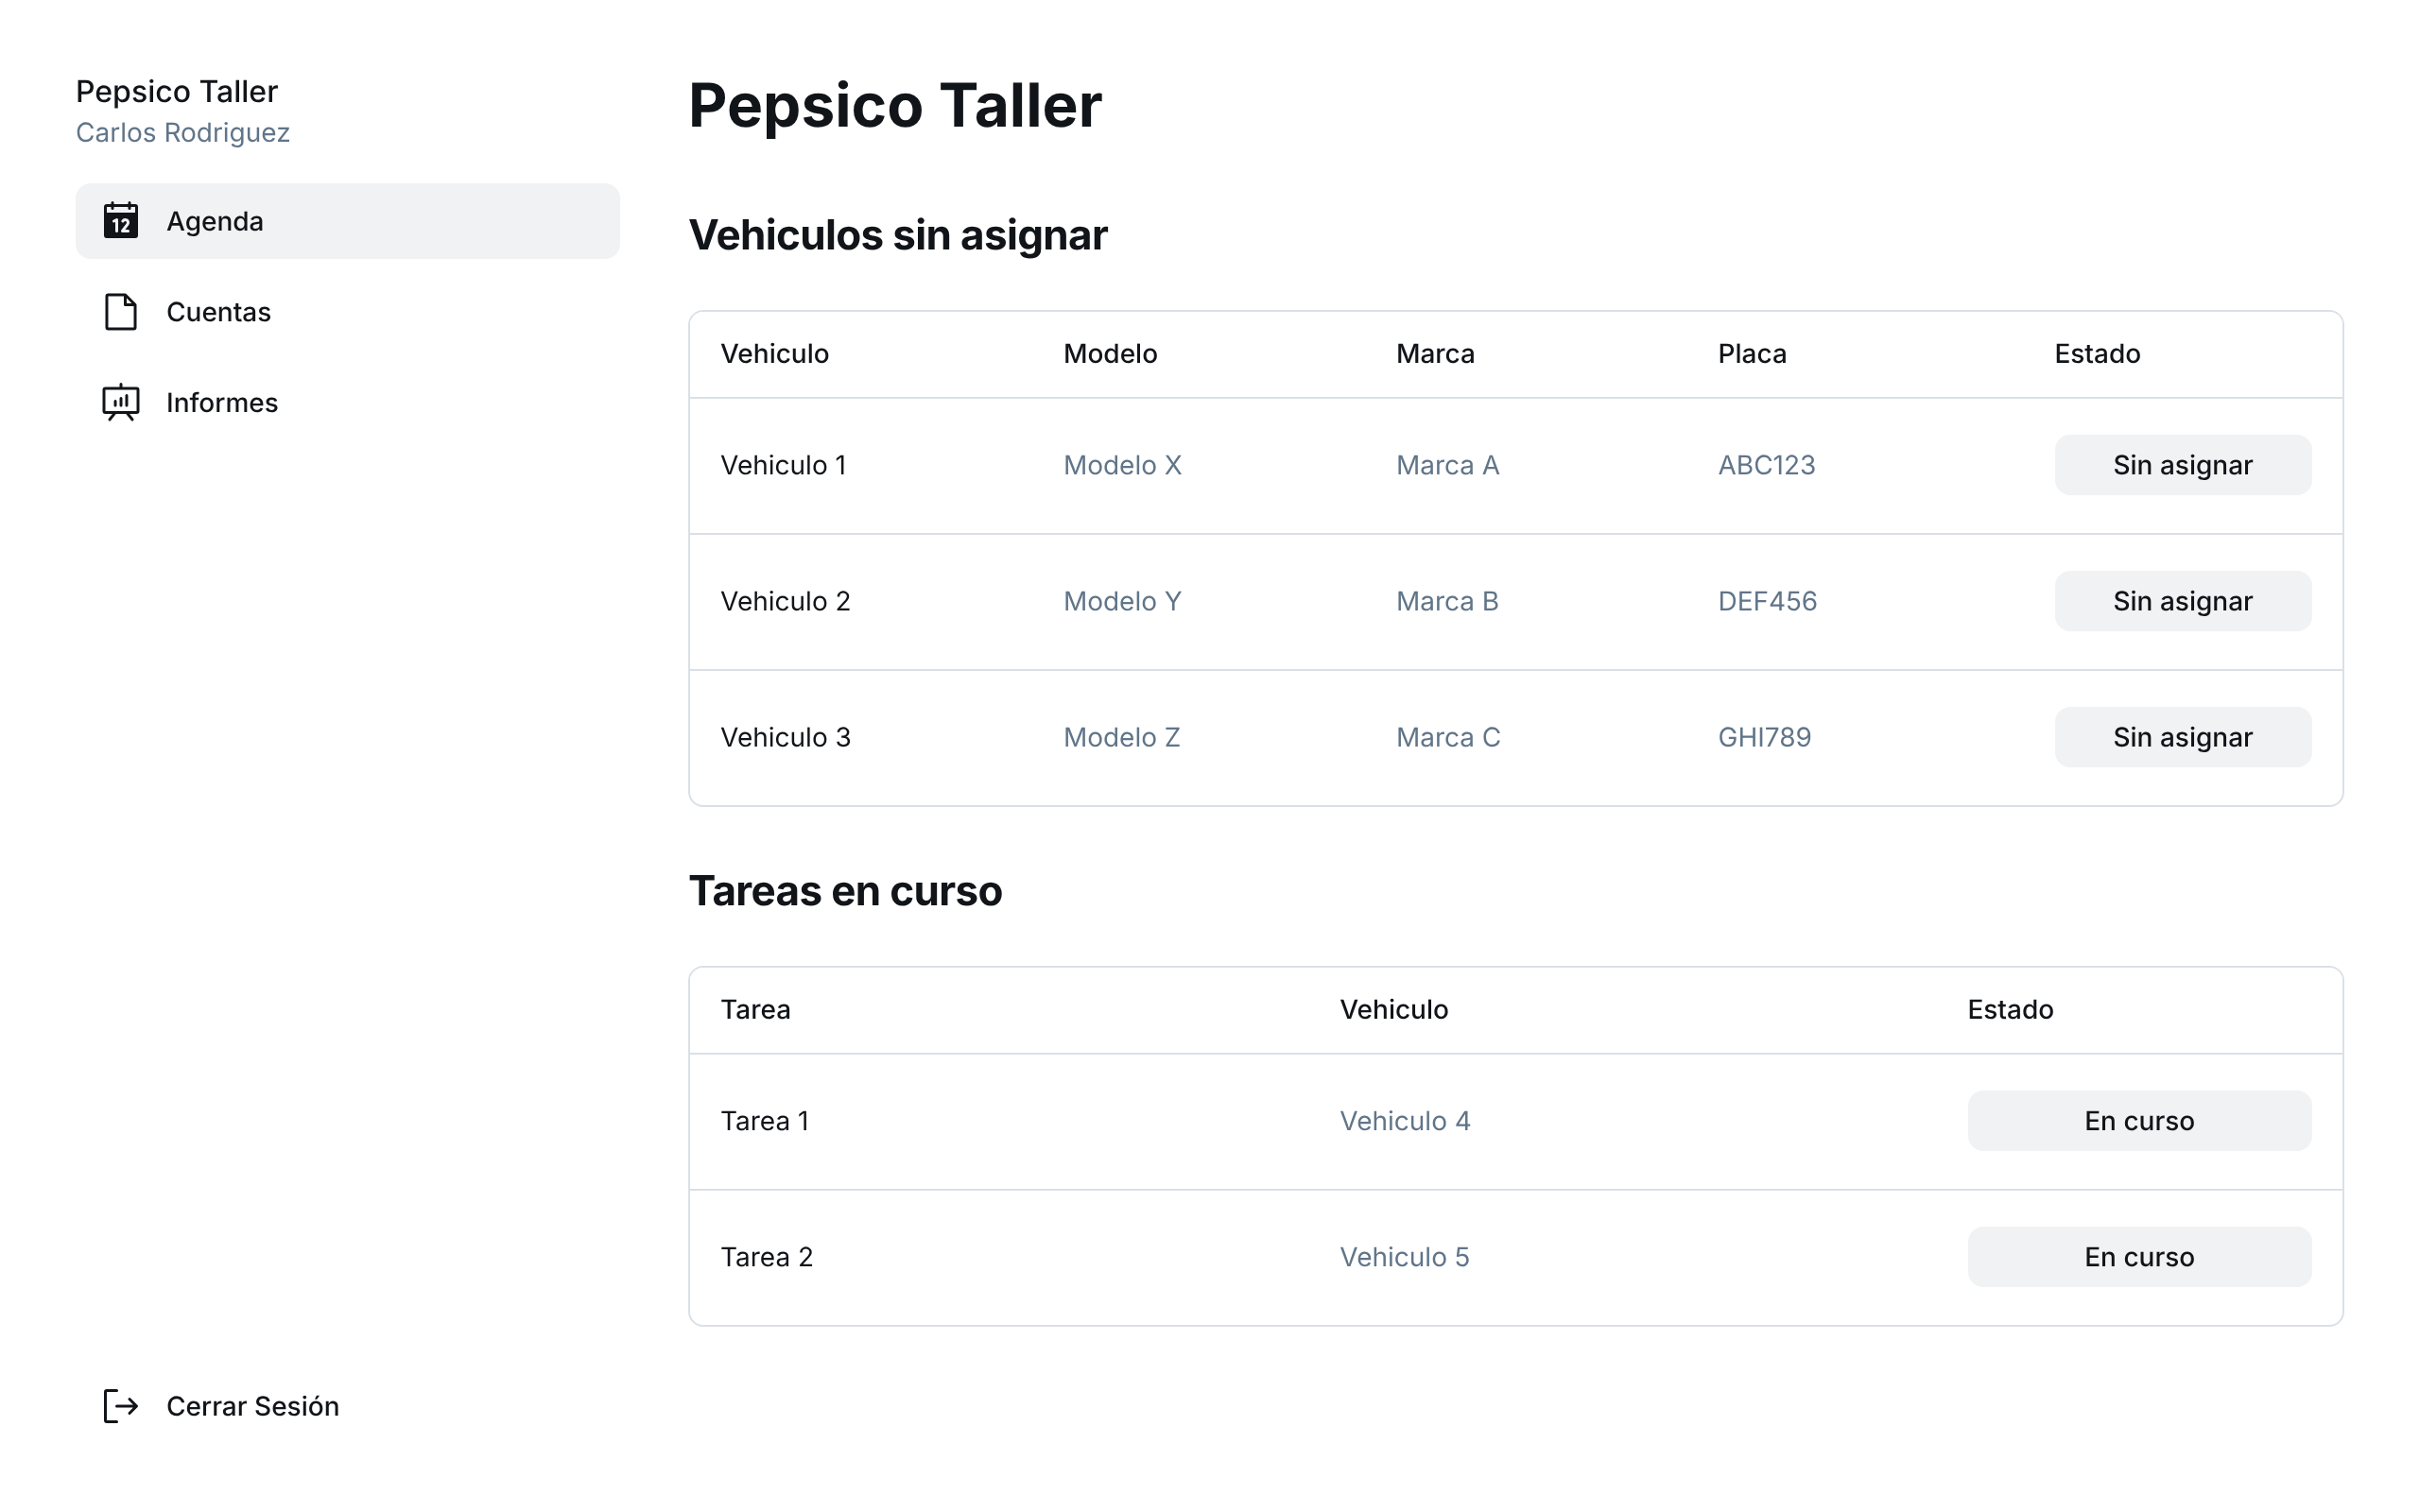 Pepsico Taller
Carlos Rodriguez
12
Agenda
Cuentas
Informes
Cerrar Sesión
Pepsico Taller
Vehiculos sin asignar
Vehiculo Modelo Marca Placa Estado
Vehiculo 1 Modelo X Marca A ABC123 Sin asignar
Vehiculo 2 Modelo Y Marca B DEF456 Sin asignar
Vehiculo 3 Modelo Z Marca C GHI789 Sin asignar
Tareas en curso
Tarea Vehiculo Estado
Tarea 1 Vehiculo 4 En curso
Tarea 2 Vehiculo 5 En curso